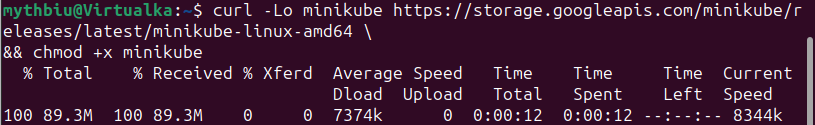 mythbiu@Virtualka:~$ curl -Lo minikube https://storage.googleapis.com/minikube/r
eleases/latest/minikube-linux-amd64 \
&& chmod +x minikube
  % Total    % Received % Xferd  Average Speed   Time    Time     Time  Current
                                 Dload  Upload   Total   Spent    Left  Speed
100 89.3M  100 89.3M    0     0  7374k      0  0:00:12  0:00:12 --:--:-- 8344k